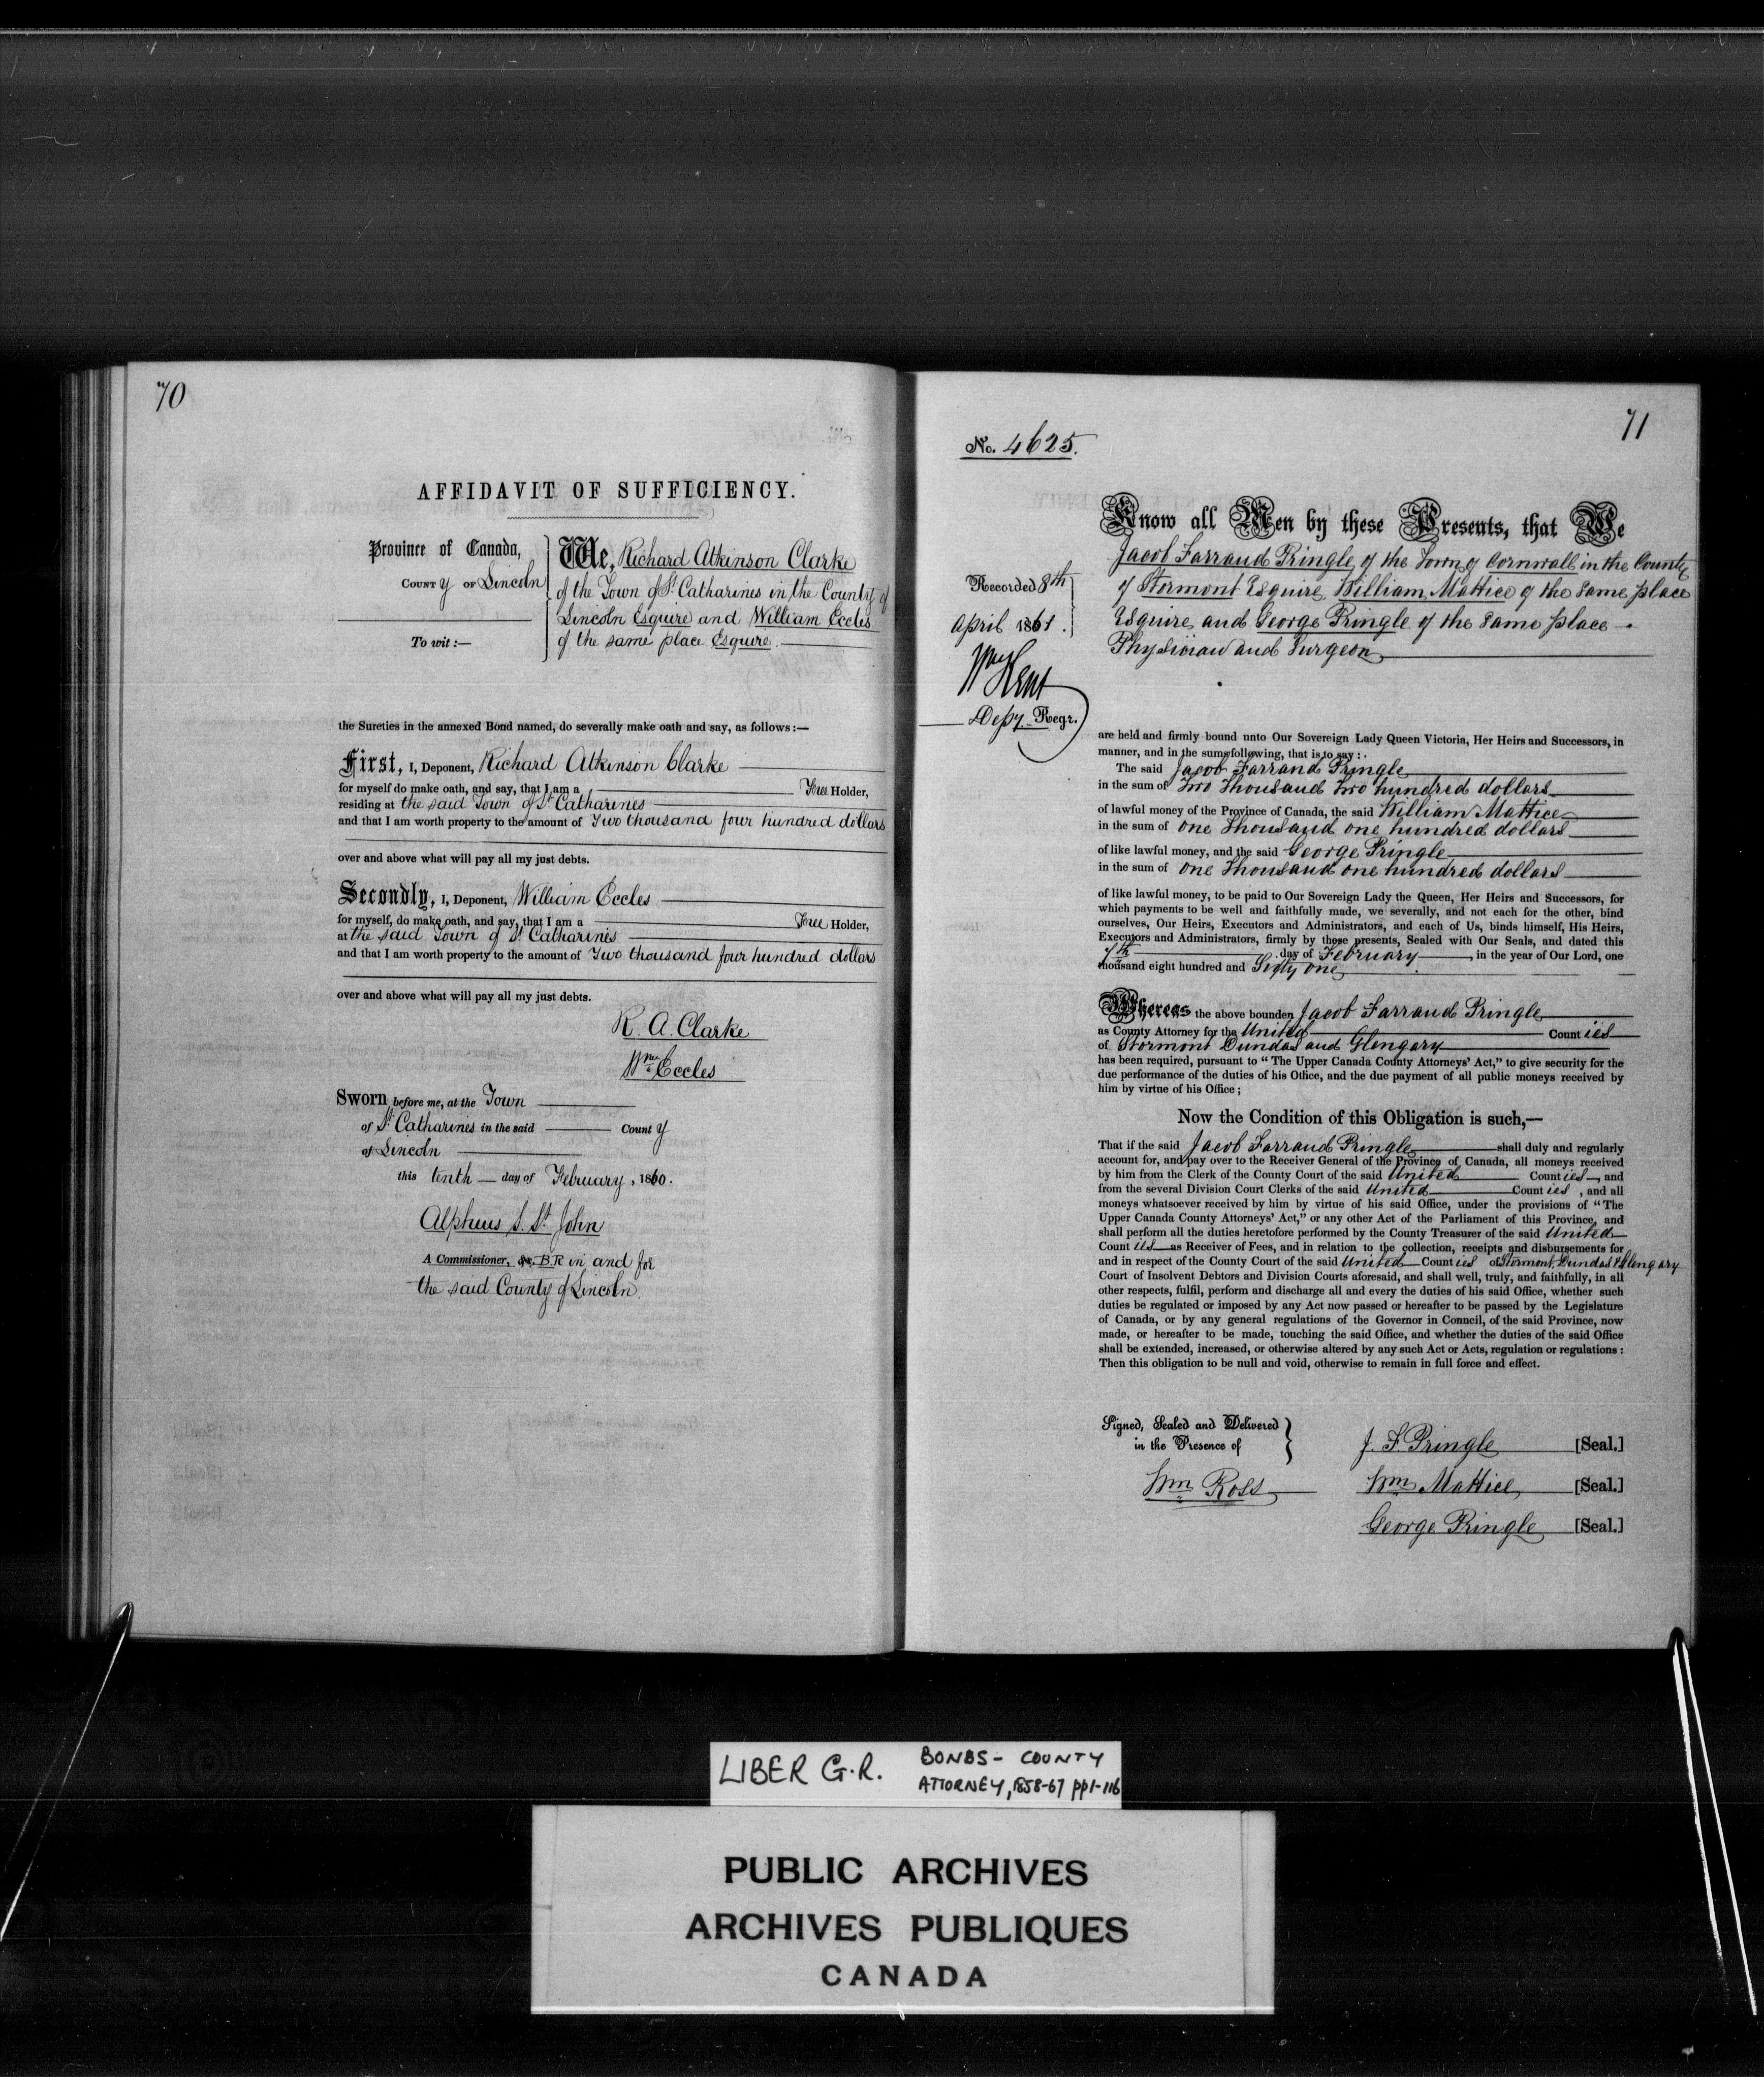 70
AFFIDAVIT OF SUFFICIENCY.
Province of Canada,
County of Lincoln
To wit:—
We, Richard Atkinson Clarke
of the Town of St. Catharines in the County of
Lincoln Esquire and William Eccles
of the same place Esquire.
the Sureties in the annexed Bond named, do severally make oath and say, as follows:—
First, I, Deponent, Richard Atkinson Clarke
for myself do make oath, and say, that I am a Free Holder,
residing at the said Town of St Catharines
and that I am worth property to the amount of Two thousand four hundred dollars
over and above what will pay all my just debts.
Secondly, I, Deponent, William Eccles
for myself, do make oath, and say, that I am a Free Holder,
at the said Town of St. Catharines
and that I am worth property to the amount of Two thousand four hundred dollars
over and above what will pay all my just debts.
R. A. Clarke
Wm Eccles
Sworn before me, at the Town
of St. Catharines in the said County
of Lincoln
this tenth day of February, 1860.
Alpheus S. St. John
A Commissioner, &c, B.R in and for
the said County of Lincoln.
71
No. 4625.
Recorded 8th
April 1861.
Wm Kent
Depy. Regr.
Know all Men by these Presents, that We
Jacob Farrand Pringle of the Town of Cornwall in the County
of Stormont Esquire, William Mattice of the same place
Esquire and George Pringle of the same place
Physician and Surgeon
are held and firmly bound unto Our Sovereign Lady Queen Victoria, Her Heirs and Successors, in
manner, and in the sums following, that is to say:
The said Jacob Farrand Pringle
in the sum of Two Thousand two hundred dollars
of lawful money of the Province of Canada, the said William Mattice
in the sum of One thousand one hundred dollars
of like lawful money, and the said George Pringle
in the sum of One thousand one hundred dollars
of like lawful money, to be paid to Our Sovereign Lady the Queen, Her Heirs and Successors, for
which payments to be well and faithfully made, we severally, and not each for the other, bind
ourselves, Our Heirs, Executors and Administrators, and each of Us, binds himself, His Heirs,
Executors and Administrators, firmly by those presents, Sealed with Our Seals, and dated this
7th day of February, in the year of Our Lord, one
thousand eight hundred and Sixty one
Whereas the above bounden Jacob Farrand Pringle
as County Attorney for the United Counties
of Stormont Dundas and Glengary
has been required, pursuant to "The Upper Canada County Attorneys' Act," to give security for the
due performance of the duties of his Office, and the due payment of all public moneys received by
him by virtue of his Office;
Now the Condition of this Obligation is such,—
That if the said Jacob Farrand Pringle shall duly and regularly
account for, and pay over to the Receiver General of the Province of Canada, all moneys received
by him from the Clerk of the County Court of the said United Counties, and
from the several Division Court Clerks of the said United Counties, and all
moneys whatsoever received by him by virtue of his said Office, under the provisions of "The
Upper Canada County Attorneys' Act," or any other Act of the Parliament of this Province, and
shall perform all the duties heretofore performed by the County Treasurer of the said United
Counties as Receiver of Fees, and in relation to the collection, receipts and disbursements for
and in respect of the County Court of the said United Counties of Stormont, Dundas & Glengary
Court of Insolvent Debtors and Division Courts aforesaid, and shall well, truly, and faithfully, in all
other respects, fulfil, perform and discharge all and every the duties of his said Office, whether such
duties be regulated or imposed by any Act now passed or hereafter to be passed by the Legislature
of Canada, or by any general regulations of the Governor in Council, of the said Province, now
made, or hereafter to be made, touching the said Office, and whether the duties of the said Office
shall be extended, increased, or otherwise altered by any such Act or Acts, regulation or regulations:
Then this obligation to be null and void, otherwise to remain in full force and effect.
Signed, Sealed and Delivered
in the Presence of
Wm Ross
J. F. Pringle [Seal.]
Wm Mattice [Seal.]
George Pringle [Seal.]
LIBER G.R. BONDS - COUNTY
ATTORNEY, 1858-67 pp1-116
PUBLIC ARCHIVES
ARCHIVES PUBLIQUES
CANADA